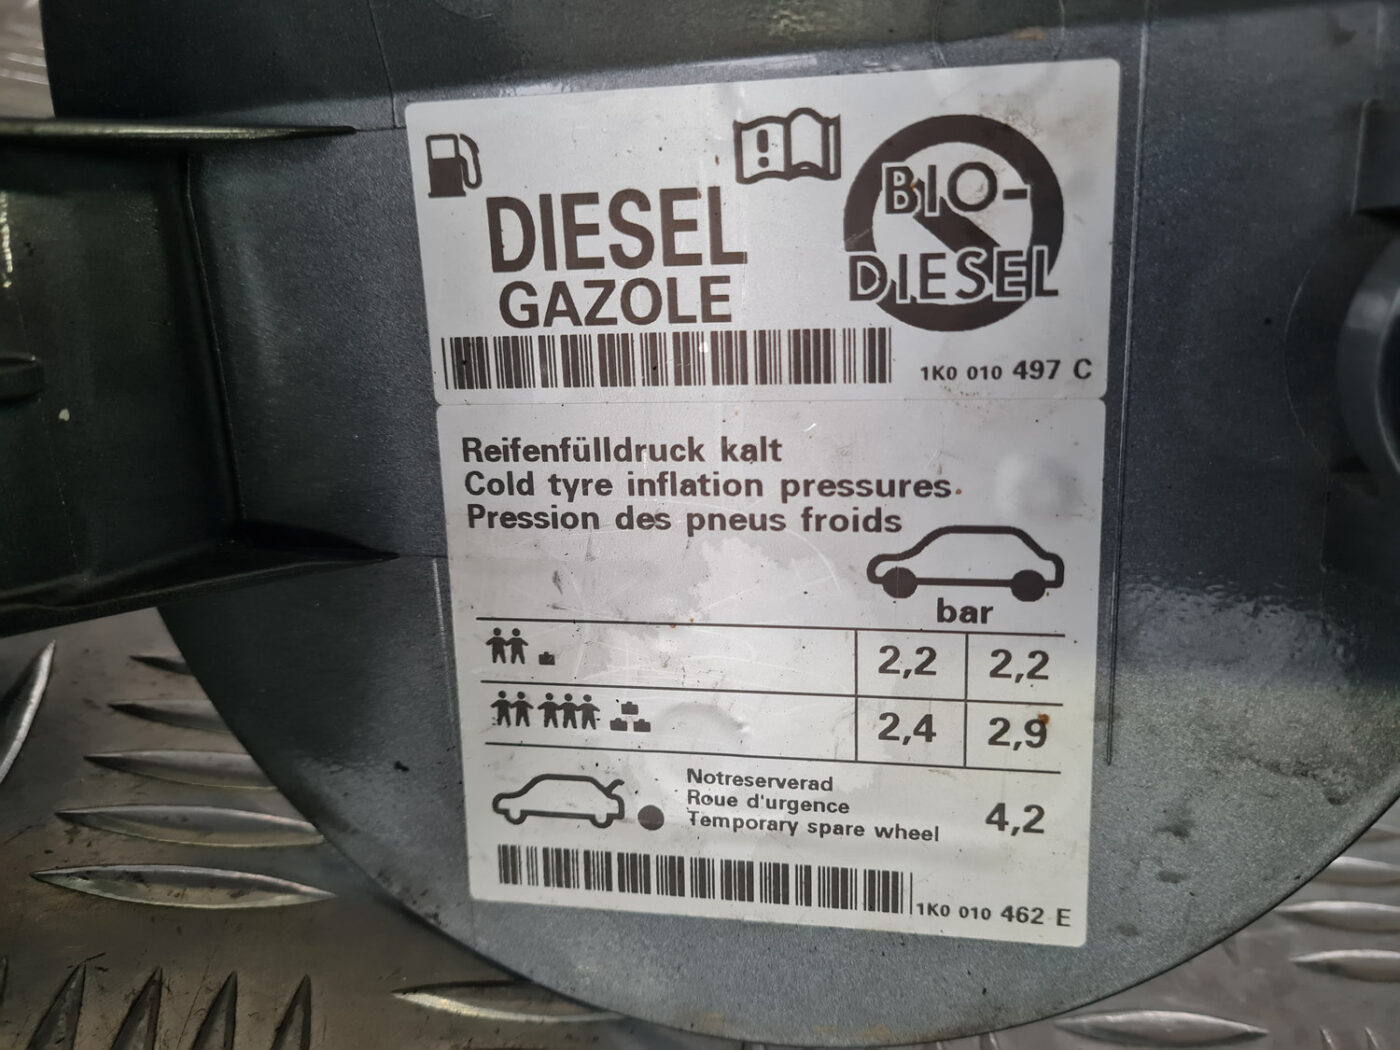 DIESEL
GAZOLE
BIO-
DIESEL
1K0 010 497 C
Reifenfülldruck kalt
Cold tyre inflation pressures
Pression des pneus froids
bar
2,2 2,2
2,4 2,9
Notreserverad
Roue d'urgence
Temporary spare wheel
4,2
1K0 010 462 E